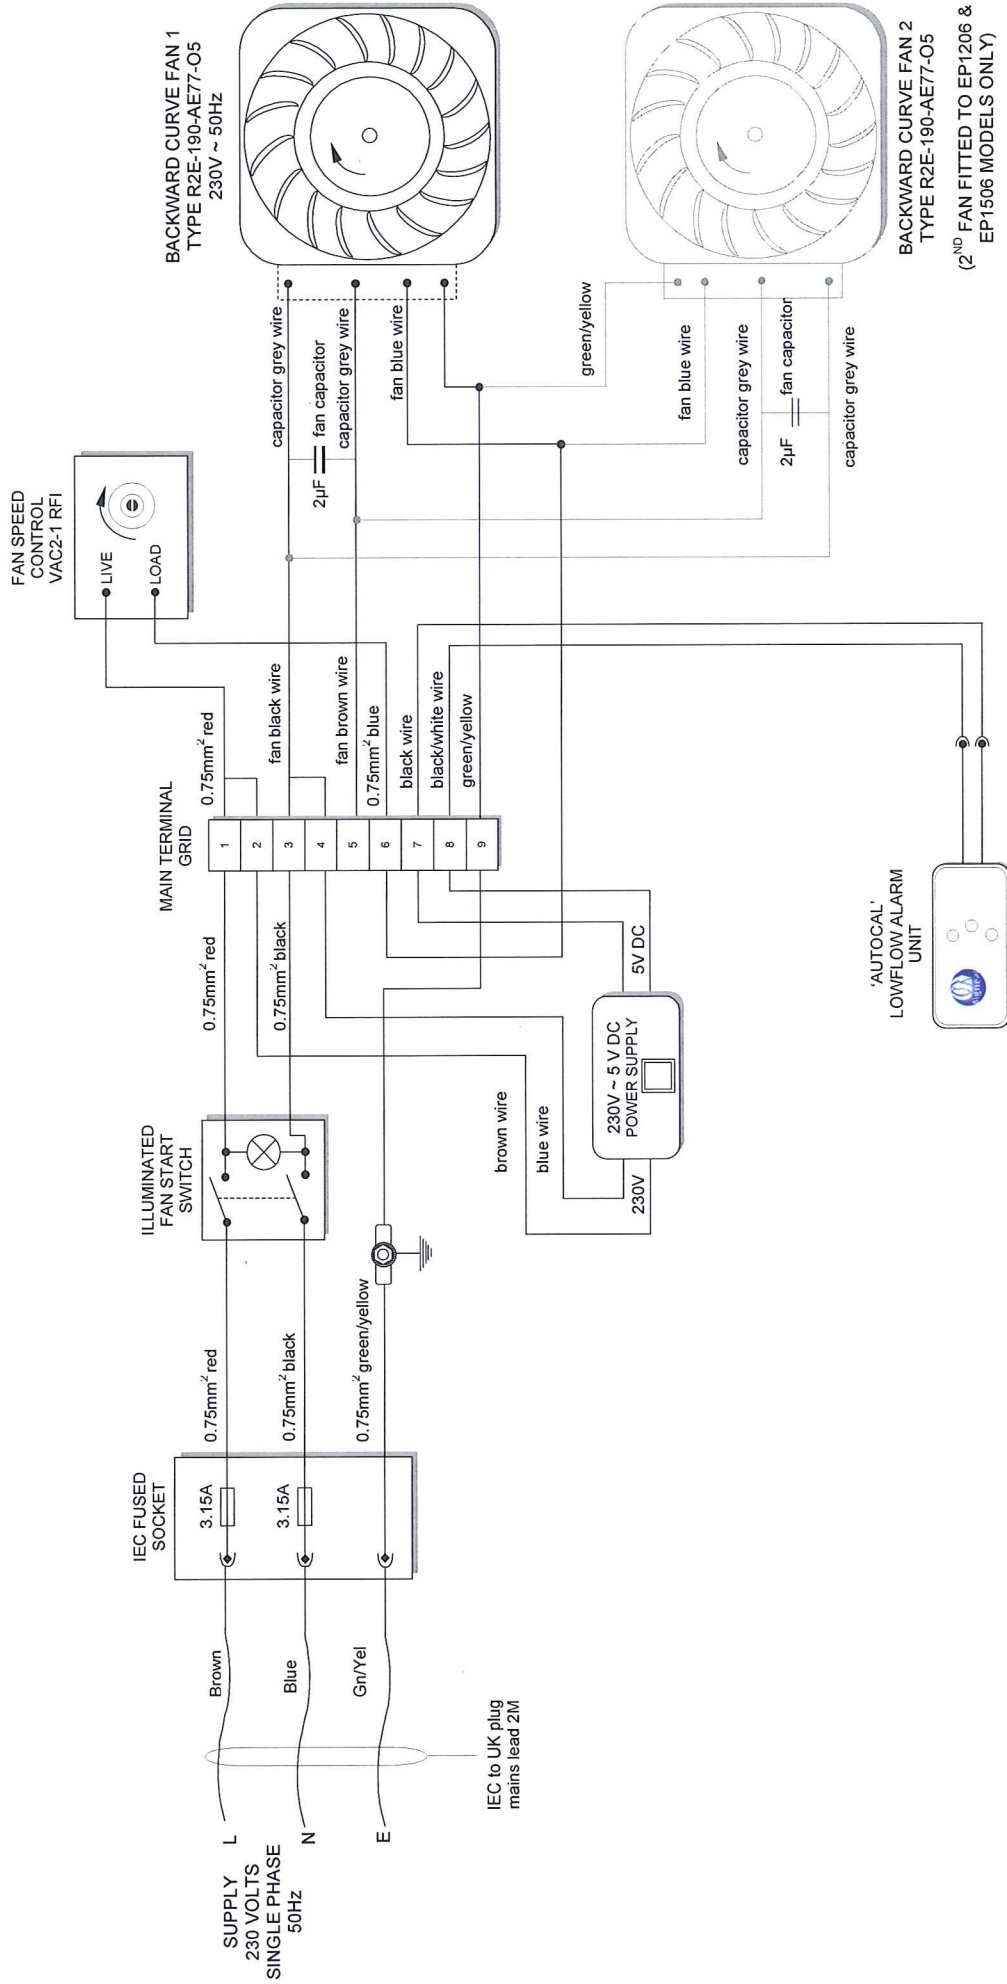 SUPPLY
230 VOLTS
SINGLE PHASE
50Hz
L
N
E
Brown
Blue
Gn/Yel
IEC to UK plug
mains lead 2M
IEC FUSED
SOCKET
3.15A
3.15A
0.75mm² red
0.75mm² black
0.75mm² green/yellow
ILLUMINATED
FAN START
SWITCH
0.75mm² red
0.75mm² black
brown wire
blue wire
230V
230V ~ 5 V DC
POWER SUPPLY
5V DC
MAIN TERMINAL
GRID
1
2
3
4
5
6
7
8
9
0.75mm² red
fan black wire
fan brown wire
0.75mm² blue
black wire
black/white wire
green/yellow
'AUTOCAL'
LOWFLOW ALARM
UNIT
FAN SPEED
CONTROL
VAC2-1 RFI
LIVE
LOAD
capacitor grey wire
2µF
fan capacitor
capacitor grey wire
fan blue wire
green/yellow
fan blue wire
capacitor grey wire
2µF
fan capacitor
capacitor grey wire
BACKWARD CURVE FAN 1
TYPE R2E-190-AE77-O5
230V ~ 50Hz
BACKWARD CURVE FAN 2
TYPE R2E-190-AE77-O5
(2ND FAN FITTED TO EP1206 &
EP1506 MODELS ONLY)